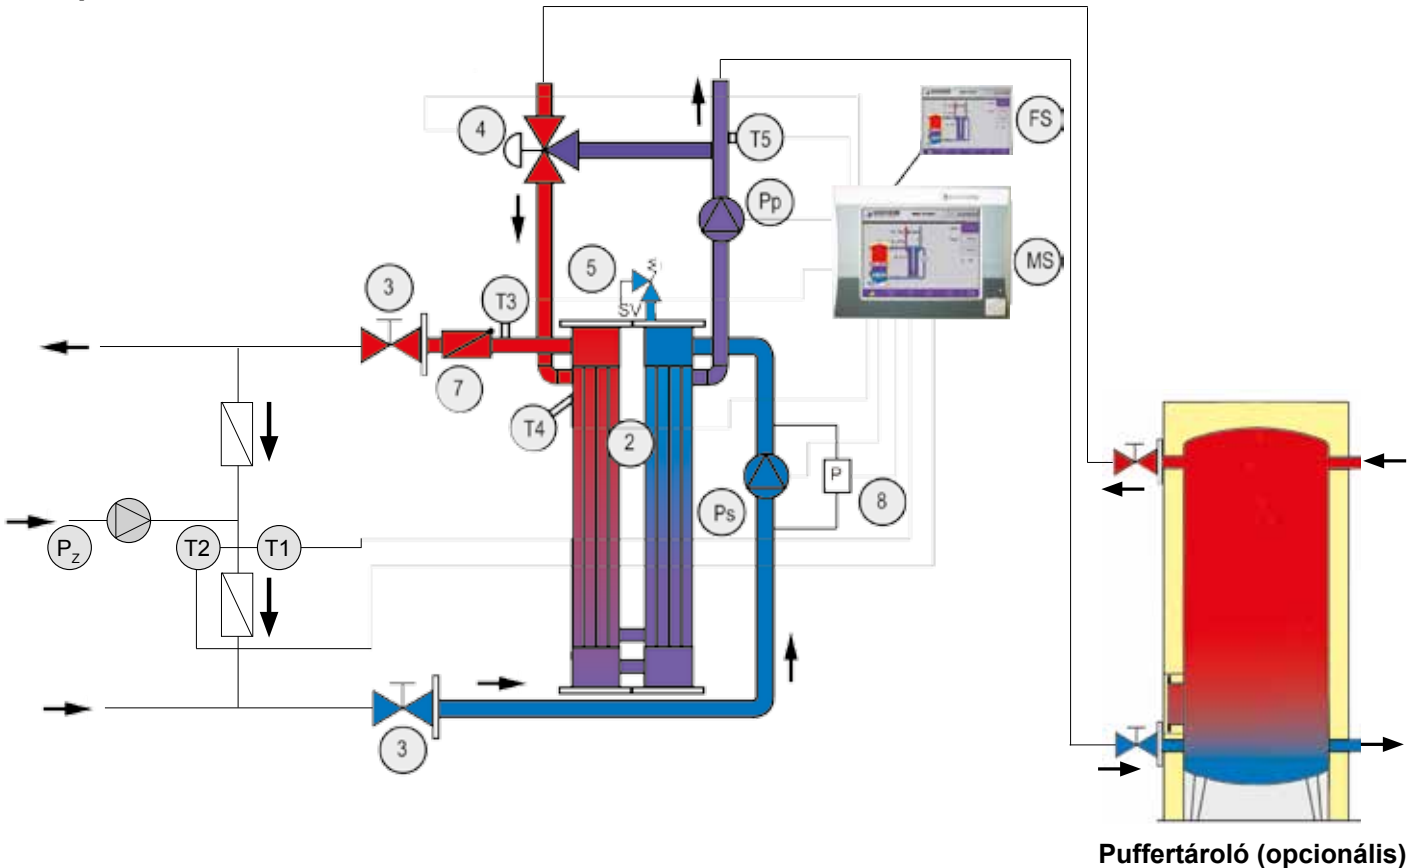 4
T5
FS
Pp
MS
5
3
T3
SV
7
T4
2
P
8
Ps
Pz
T2
T1
3
Puffertároló (opcionális)